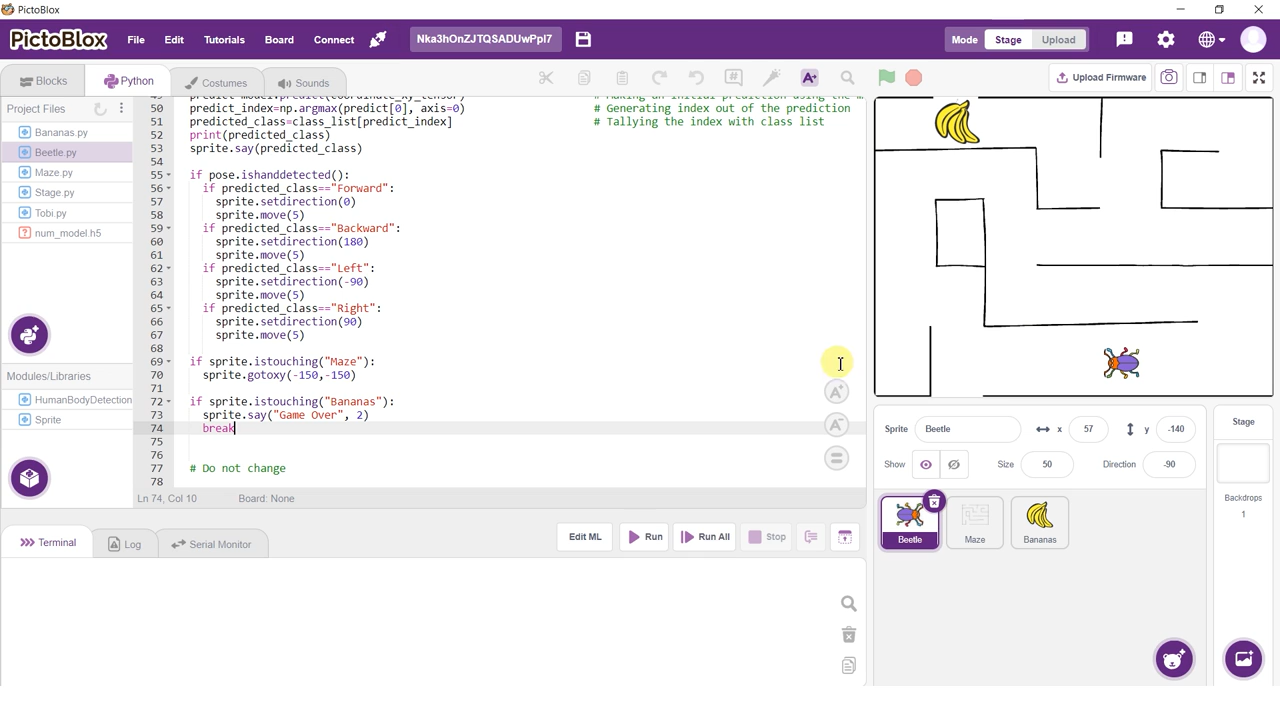 PictoBlox
PictoBlox File Edit Tutorials Board Connect Nka3hOnZJTQSADUwPpI7 Mode Stage Upload
Blocks Python Costumes Sounds Upload Firmware
Project Files
Bananas.py
Beetle.py
Maze.py
Stage.py
Tobi.py
num_model.h5
Modules/Libraries
HumanBodyDetection
Sprite
50 predict_index=np.argmax(predict[0], axis=0) # Generating index out of the prediction
51 predicted_class=class_list[predict_index] # Tallying the index with class list
52 print(predicted_class)
53 sprite.say(predicted_class)
54
55 if pose.ishanddetected():
56 if predicted_class=="Forward":
57 sprite.setdirection(0)
58 sprite.move(5)
59 if predicted_class=="Backward":
60 sprite.setdirection(180)
61 sprite.move(5)
62 if predicted_class=="Left":
63 sprite.setdirection(-90)
64 sprite.move(5)
65 if predicted_class=="Right":
66 sprite.setdirection(90)
67 sprite.move(5)
68
69 if sprite.istouching("Maze"):
70 sprite.gotoxy(-150,-150)
71
72 if sprite.istouching("Bananas"):
73 sprite.say("Game Over", 2)
74 break
75
76
77 # Do not change
78
Ln 74, Col 10 Board: None
Terminal Log Serial Monitor Edit ML Run Run All Stop
Sprite Beetle x 57 y -140
Show Size 50 Direction -90
Beetle Maze Bananas
Stage
Backdrops
1